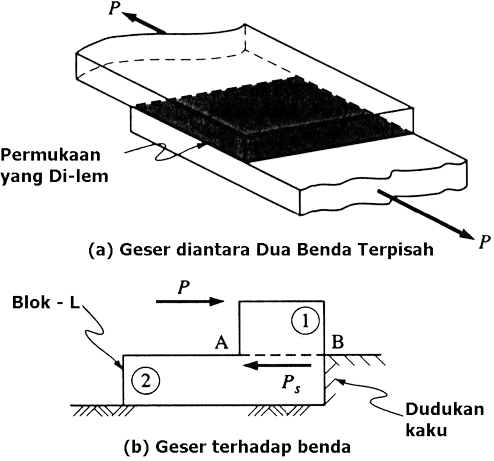 P
Permukaan
yang Di-lem
P
(a) Geser diantara Dua Benda Terpisah
P
Blok - L
1
A
B
2
Ps
Dudukan
kaku
(b) Geser terhadap benda